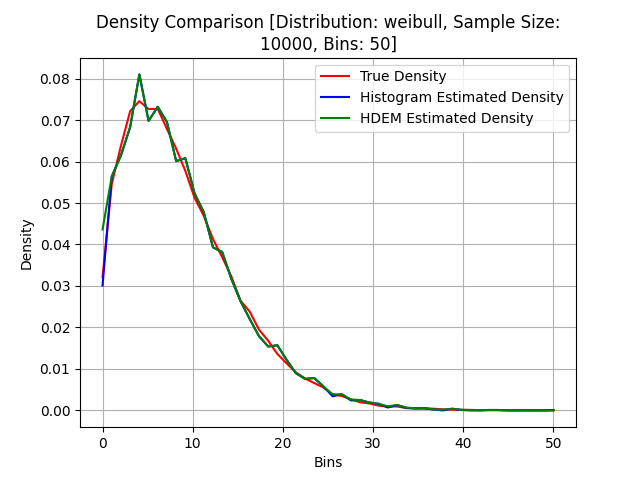 Density Comparison [Distribution: weibull, Sample Size:
10000, Bins: 50]
True Density
Histogram Estimated Density
HDEM Estimated Density
Density
0.08
0.07
0.06
0.05
0.04
0.03
0.02
0.01
0.00
0 10 20 30 40 50
Bins